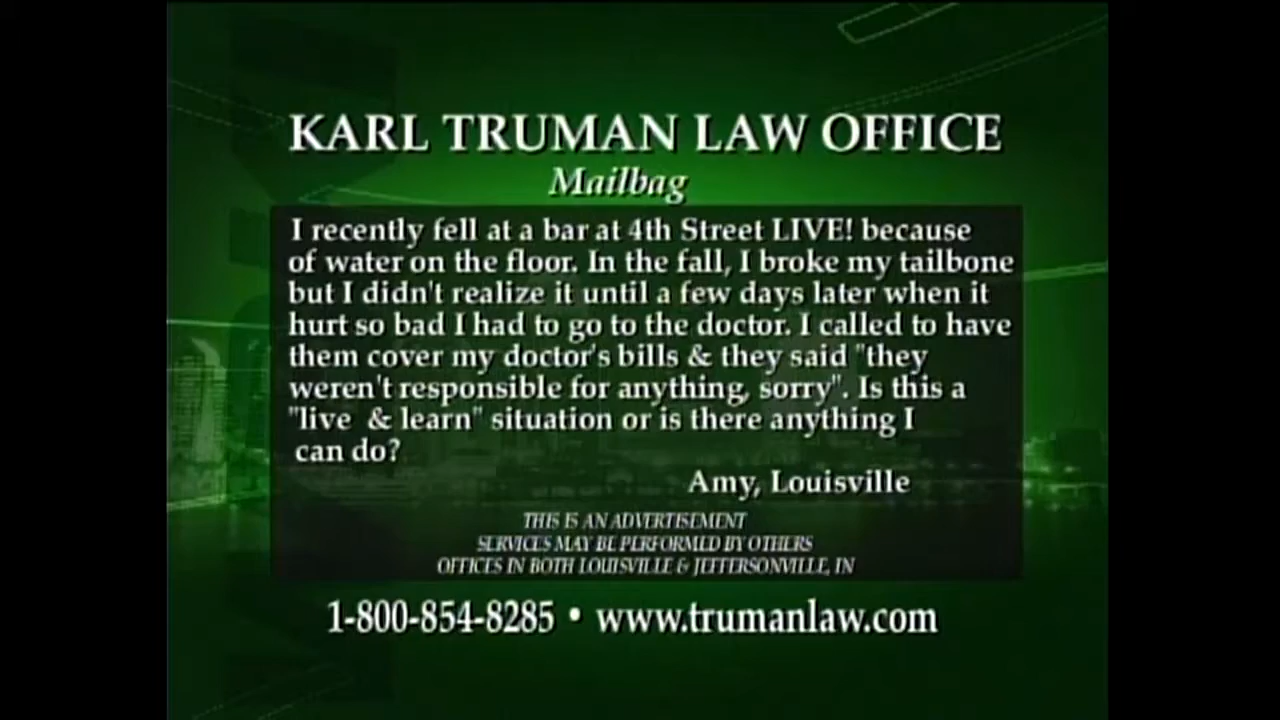 KARL TRUMAN LAW OFFICE
Mailbag
I recently fell at a bar at 4th Street LIVE! because
of water on the floor. In the fall, I broke my tailbone
but I didn't realize it until a few days later when it
hurt so bad I had to go to the doctor. I called to have
them cover my doctor's bills & they said "they
weren't responsible for anything, sorry". Is this a
"live & learn" situation or is there anything I
can do?
Amy, Louisville
THIS IS AN ADVERTISEMENT
SERVICES MAY BE PERFORMED BY OTHERS
OFFICES IN BOTH LOUISVILLE & JEFFERSONVILLE, IN
1-800-854-8285 • www.trumanlaw.com